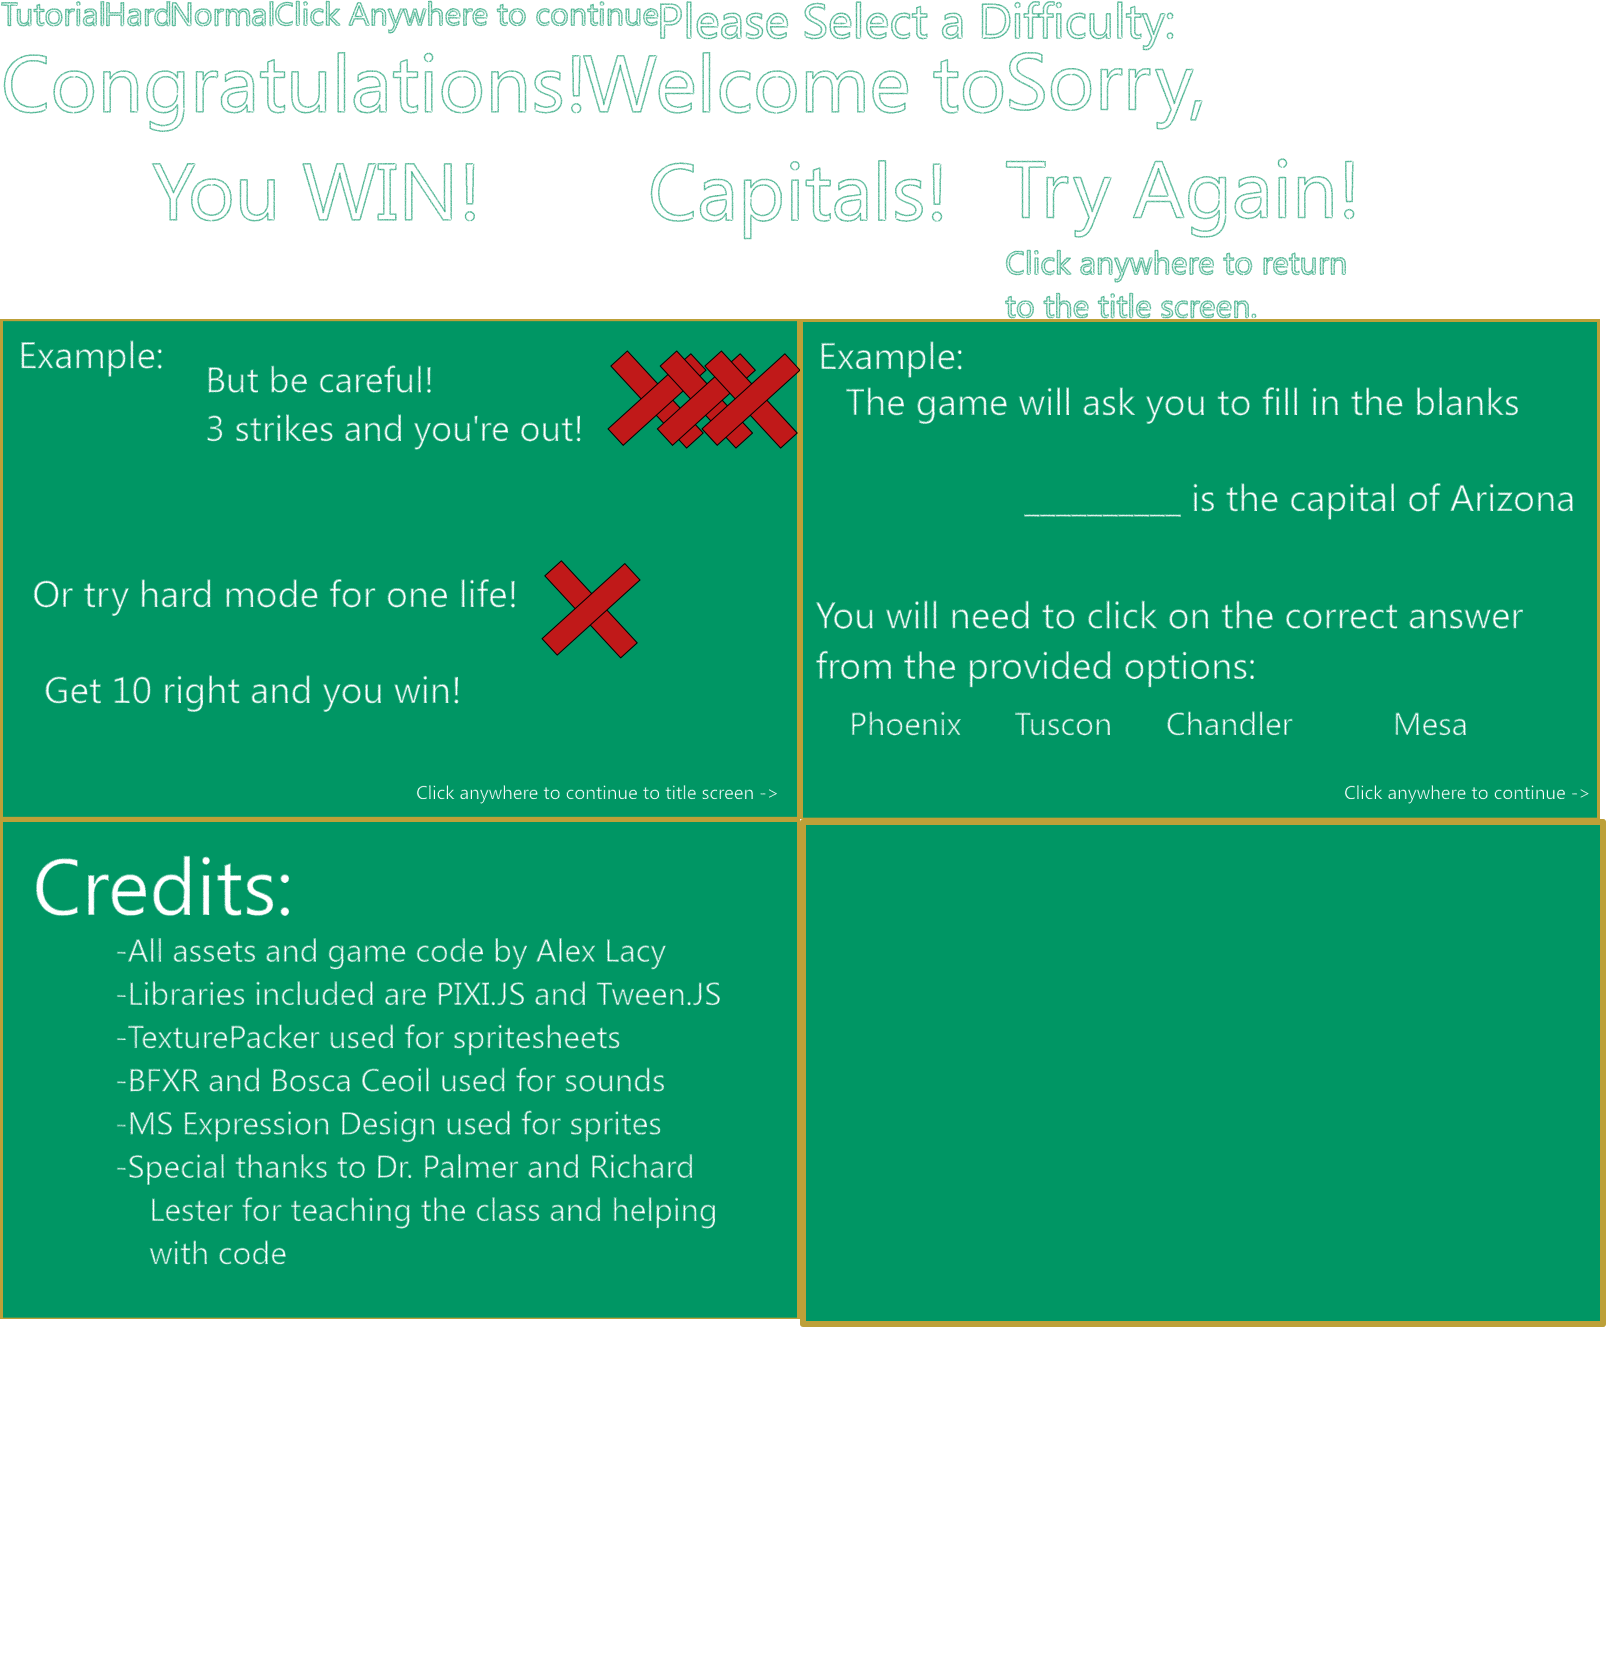 TutorialHardNormalClick Anywhere to continuePlease Select a Difficulty:
Congratulations!Welcome toSorry,
You WIN! Capitals! Try Again!
Click anywhere to return
to the title screen.
Example:
But be careful!
3 strikes and you're out!
Or try hard mode for one life!
Get 10 right and you win!
Click anywhere to continue to title screen ->
Example:
The game will ask you to fill in the blanks
__________ is the capital of Arizona
You will need to click on the correct answer
from the provided options:
Phoenix Tuscon Chandler Mesa
Click anywhere to continue ->
Credits:
-All assets and game code by Alex Lacy
-Libraries included are PIXI.JS and Tween.JS
-TexturePacker used for spritesheets
-BFXR and Bosca Ceoil used for sounds
-MS Expression Design used for sprites
-Special thanks to Dr. Palmer and Richard
Lester for teaching the class and helping
with code